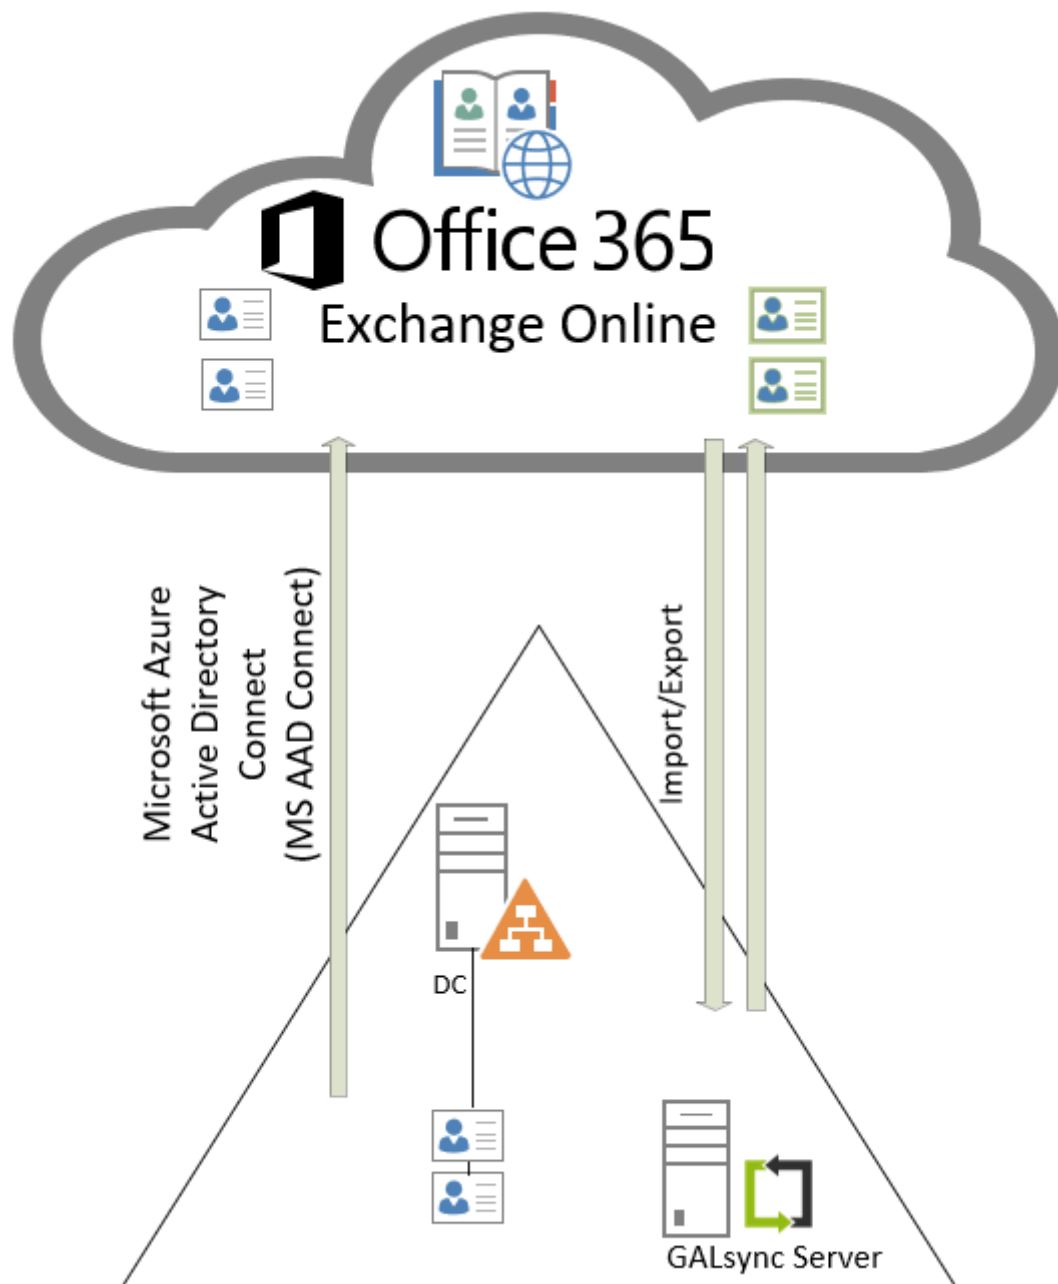 Office 365
Exchange Online
Microsoft Azure
Active Directory
Connect
(MS AAD Connect)
Import/Export
DC
GALsync Server